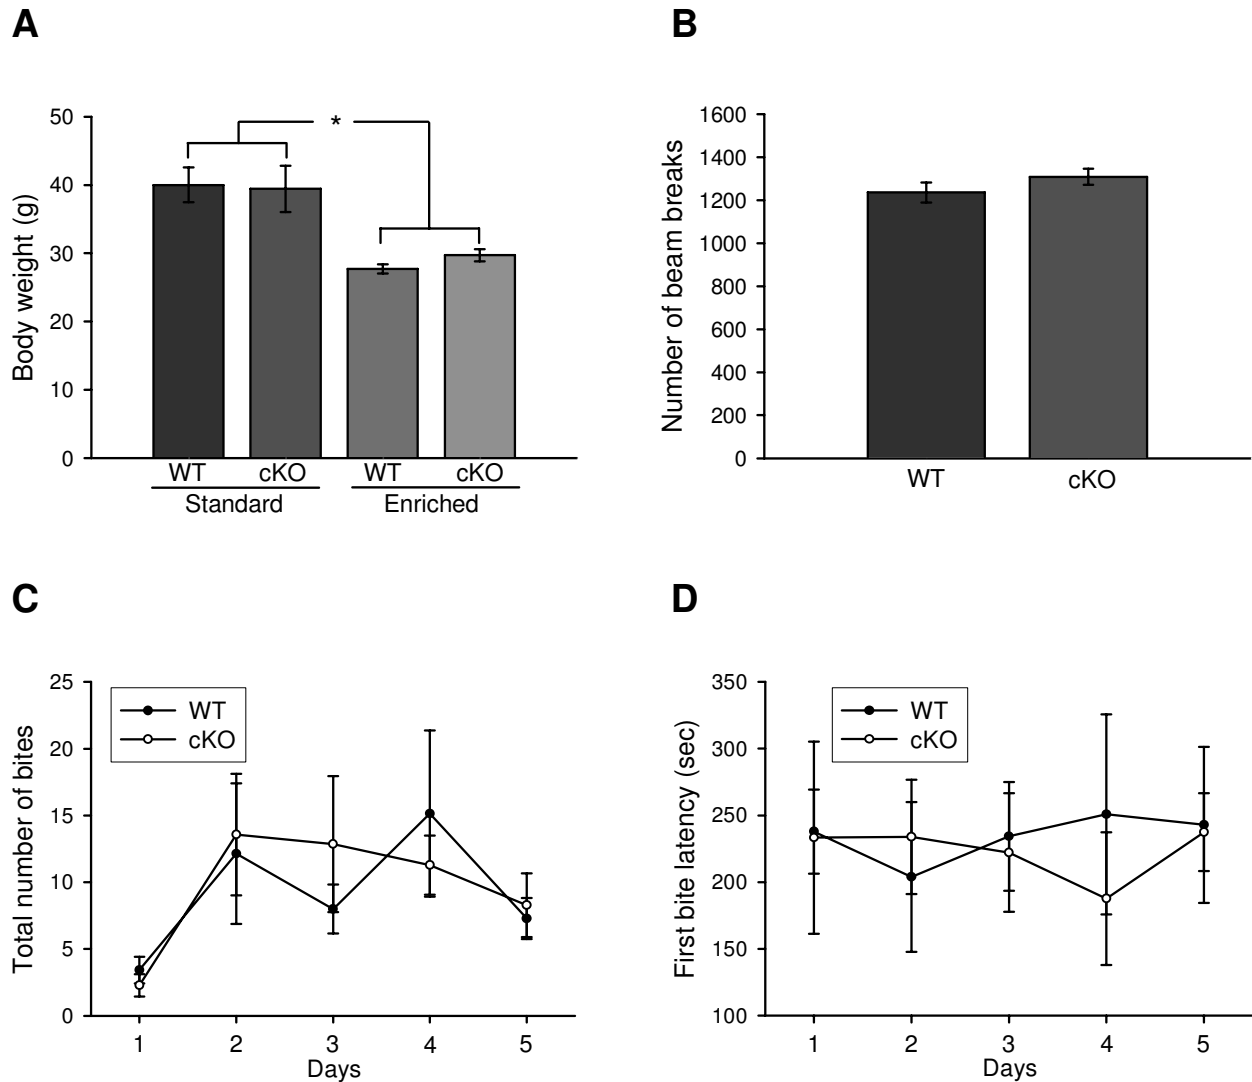 A
Body weight (g)
50
40
30
20
10
0
*
WT cKO WT cKO
Standard Enriched
B
Number of beam breaks
1600
1400
1200
1000
800
600
400
200
0
WT cKO
C
Total number of bites
25
20
15
10
5
0
WT
cKO
1 2 3 4 5
Days
D
First bite latency (sec)
350
300
250
200
150
100
WT
cKO
1 2 3 4 5
Days